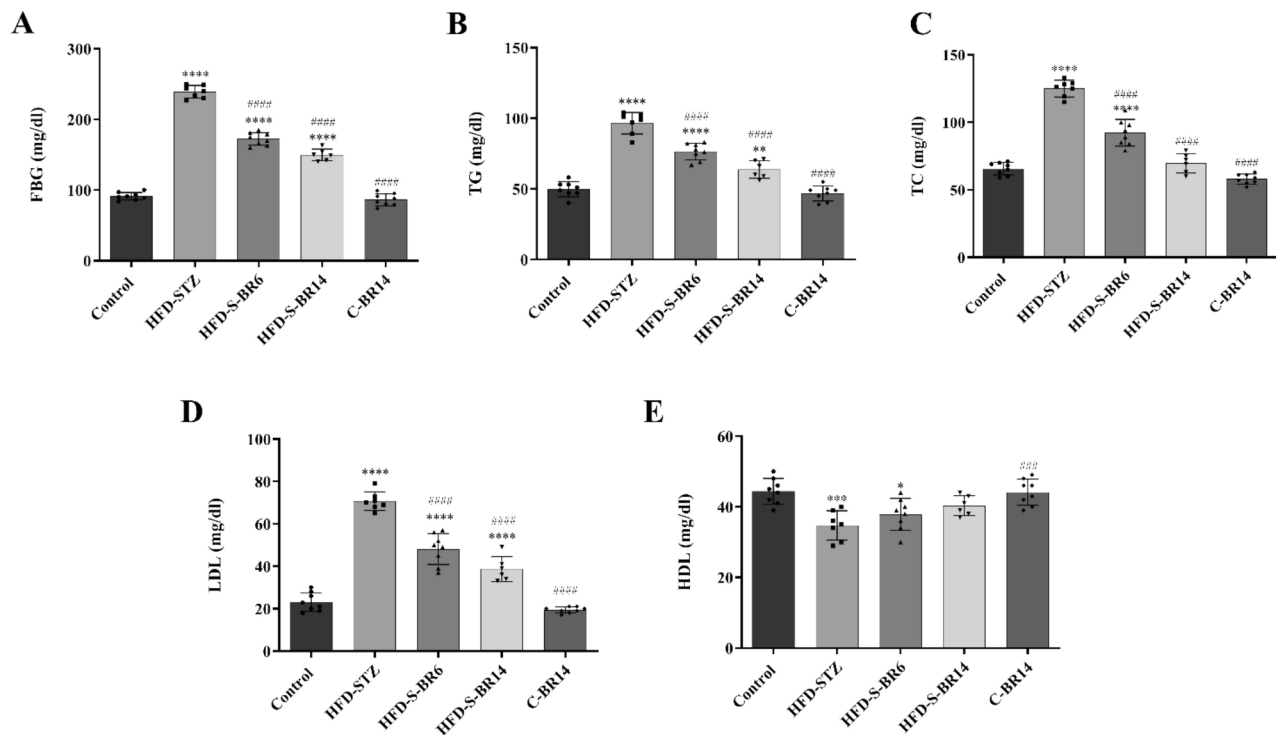 A
FBG (mg/dl)
300
200
100
0
****
####
****
####
****
####
Control
HFD-STZ
HFD-S-BR6
HFD-S-BR14
C-BR14
B
TG (mg/dl)
150
100
50
0
****
####
****
####
**
####
Control
HFD-STZ
HFD-S-BR6
HFD-S-BR14
C-BR14
C
TC (mg/dl)
150
100
50
0
****
####
****
####
####
Control
HFD-STZ
HFD-S-BR6
HFD-S-BR14
C-BR14
D
LDL (mg/dl)
100
80
60
40
20
0
****
####
****
####
****
####
Control
HFD-STZ
HFD-S-BR6
HFD-S-BR14
C-BR14
E
HDL (mg/dl)
60
40
20
0
***
*
###
Control
HFD-STZ
HFD-S-BR6
HFD-S-BR14
C-BR14